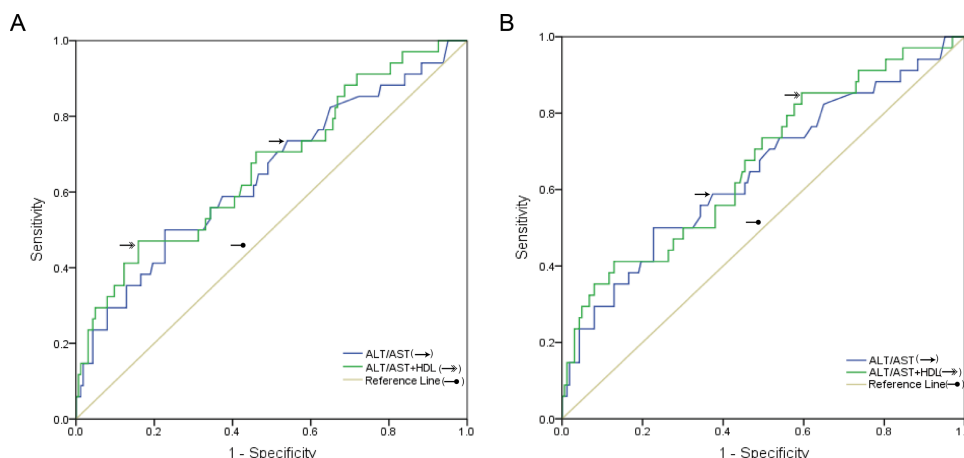 A
1.0
0.8
0.6
0.4
0.2
0.0
Sensitivity
ALT/AST(→)
ALT/AST+HDL(↠)
Reference Line(⭢)
0.0 0.2 0.4 0.6 0.8 1.0
1 - Specificity
B
1.0
0.8
0.6
0.4
0.2
0.0
Sensitivity
ALT/AST(→)
ALT/AST+HDL(↠)
Reference Line(⭢)
0.0 0.2 0.4 0.6 0.8 1.0
1 - Specificity